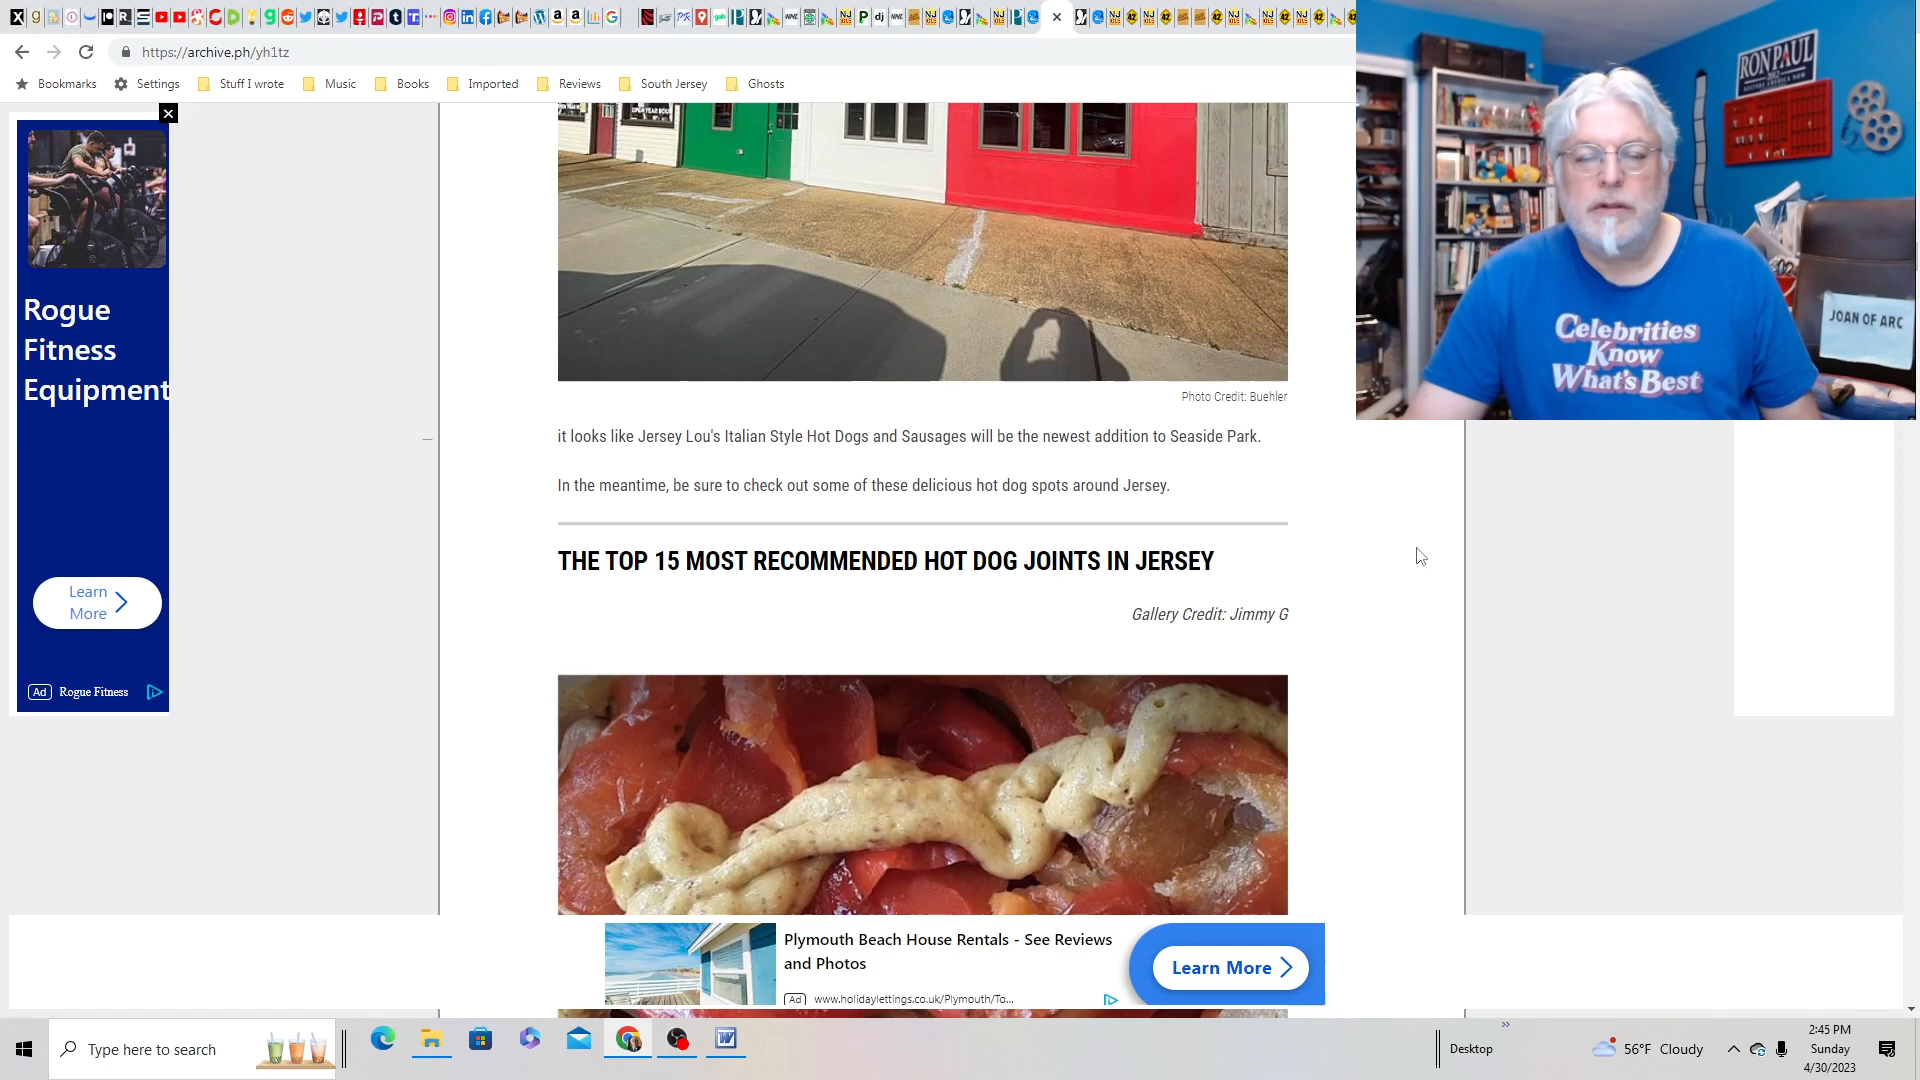 https://archive.ph/yh1tz
Bookmarks Settings Stuff I wrote Music Books Imported Reviews South Jersey Ghosts
RON PAUL
JOAN OF ARC
Celebrities
Know
What's Best
Rogue
Fitness
Equipment
Learn
More
Ad Rogue Fitness
Photo Credit: Buehler
it looks like Jersey Lou's Italian Style Hot Dogs and Sausages will be the newest addition to Seaside Park.
In the meantime, be sure to check out some of these delicious hot dog spots around Jersey.
THE TOP 15 MOST RECOMMENDED HOT DOG JOINTS IN JERSEY
Gallery Credit: Jimmy G
Plymouth Beach House Rentals - See Reviews
and Photos
Ad www.holidaylettings.co.uk/Plymouth/To...
Learn More
Type here to search
Desktop
56°F Cloudy
2:45 PM
Sunday
4/30/2023